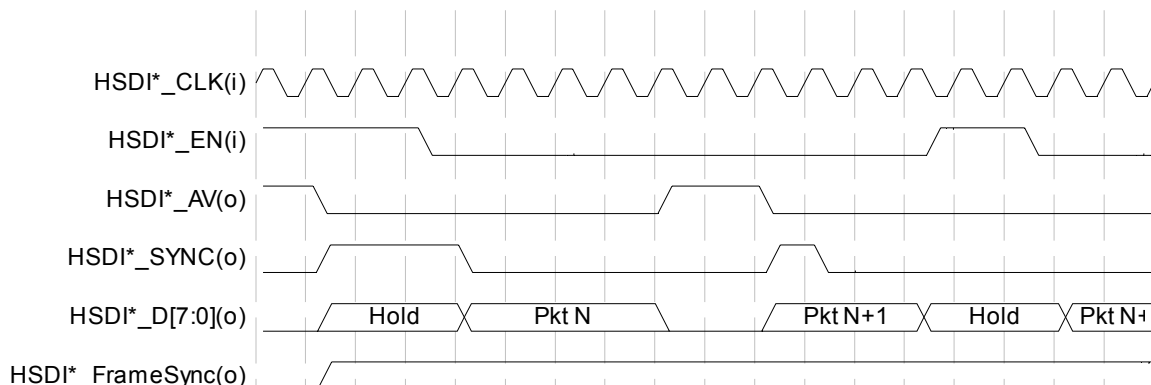 HSDI*_CLK(i)
HSDI*_EN(i)
HSDI*_AV(o)
HSDI*_SYNC(o)
HSDI*_D[7:0](o) Hold Pkt N Pkt N+1 Hold Pkt N+
HSDI*_FrameSync(o)